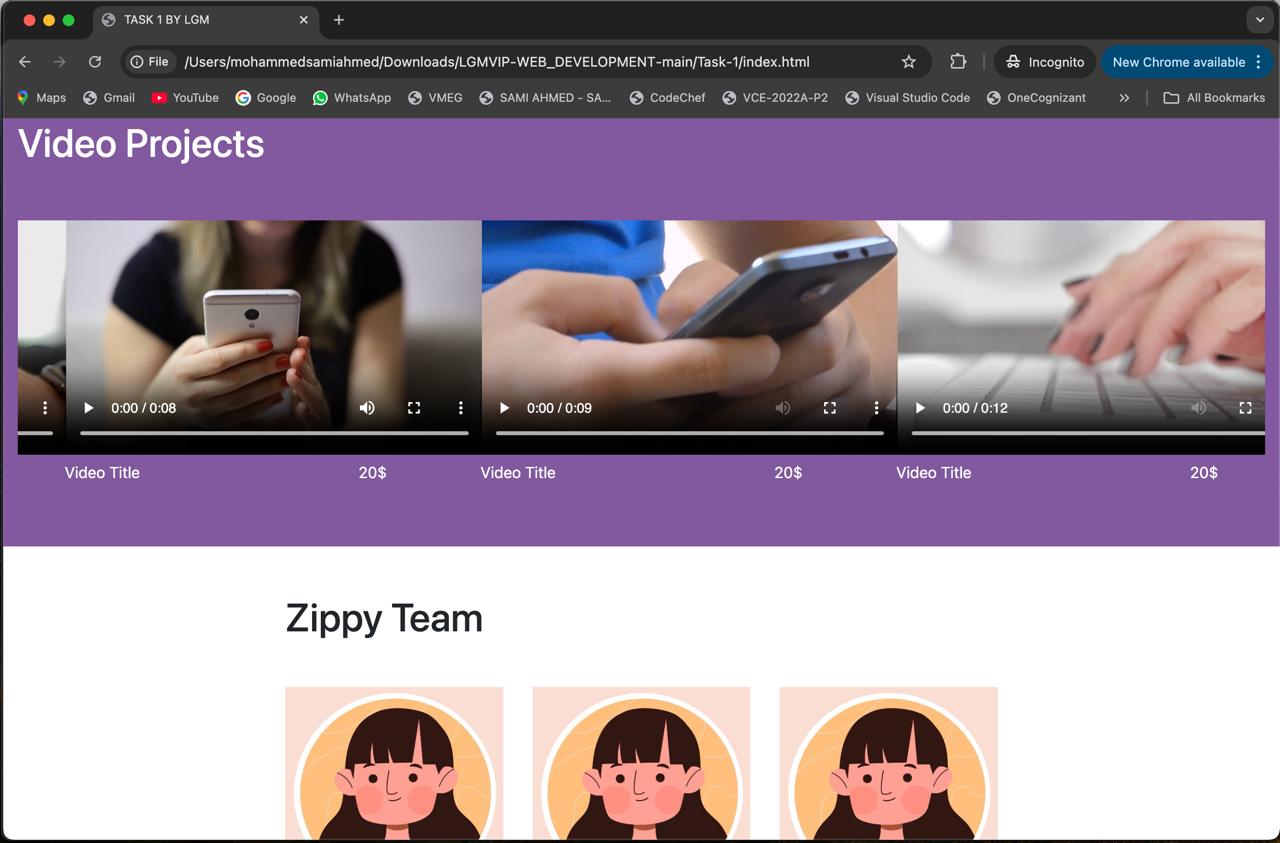 TASK 1 BY LGM
File /Users/mohammedsamiahmed/Downloads/LGMVIP-WEB_DEVELOPMENT-main/Task-1/index.html Incognito New Chrome available
Maps Gmail YouTube Google WhatsApp VMEG SAMI AHMED - SA... CodeChef VCE-2022A-P2 Visual Studio Code OneCognizant » All Bookmarks
Video Projects
0:00 / 0:08 0:00 / 0:09 0:00 / 0:12
Video Title 20$ Video Title 20$ Video Title 20$
Zippy Team